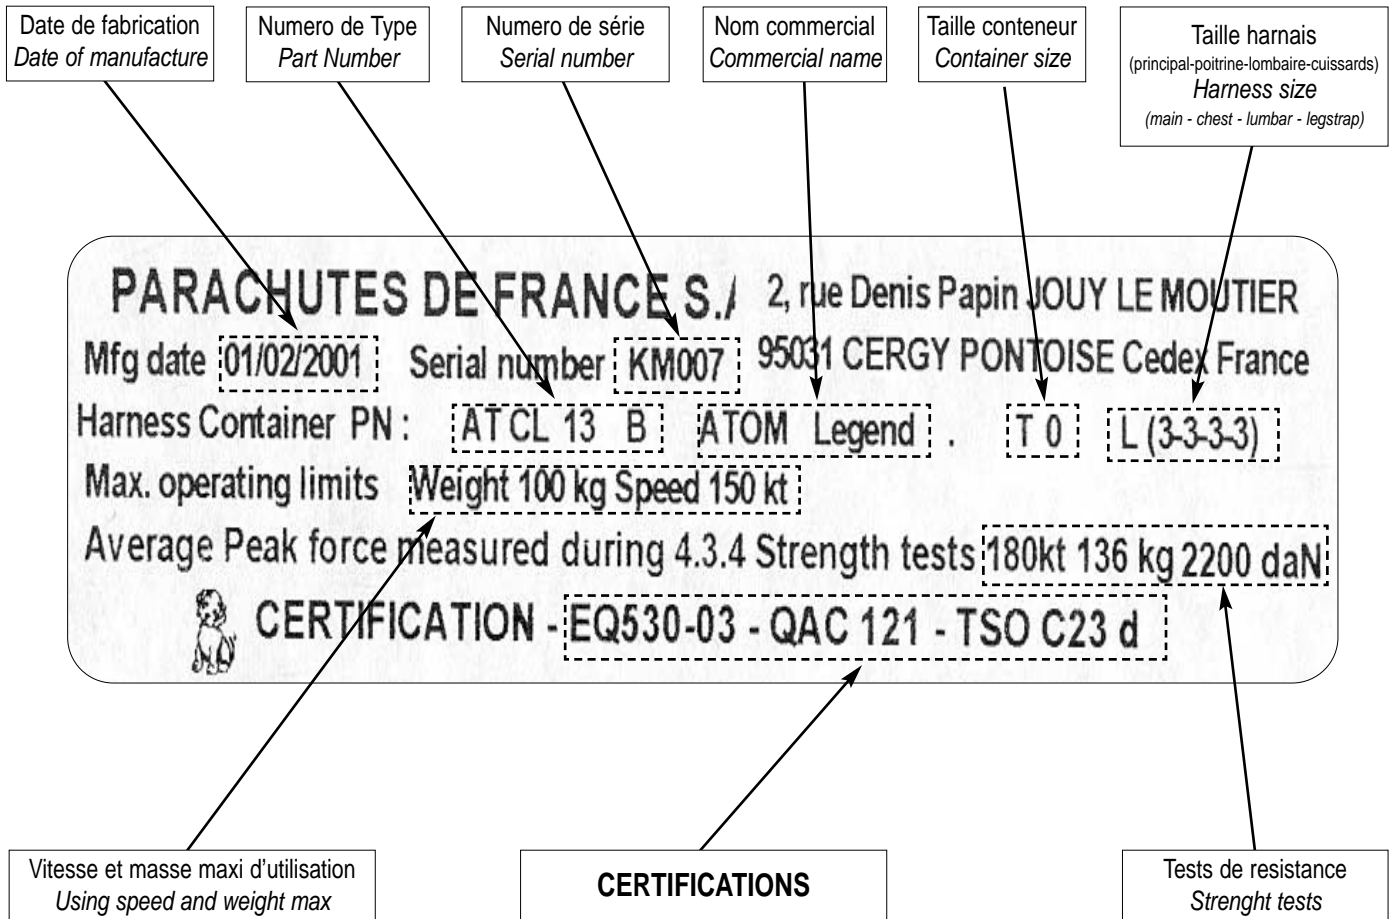 Date de fabrication
Date of manufacture
Numero de Type
Part Number
Numero de série
Serial number
Nom commercial
Commercial name
Taille conteneur
Container size
Taille harnais
(principal-poitrine-lombaire-cuissards)
Harness size
(main - chest - lumbar - legstrap)
PARACHUTES DE FRANCE S.A 2, rue Denis Papin JOUY LE MOUTIER
Mfg date 01/02/2001 Serial number KM007 95031 CERGY PONTOISE Cedex France
Harness Container PN : AT CL 13 B ATOM Legend . T 0 L (3-3-3-3)
Max. operating limits Weight 100 kg Speed 150 kt
Average Peak force measured during 4.3.4 Strength tests 180kt 136 kg 2200 daN
CERTIFICATION - EQ530-03 - QAC 121 - TSO C23 d
Vitesse et masse maxi d'utilisation
Using speed and weight max
CERTIFICATIONS
Tests de resistance
Strenght tests